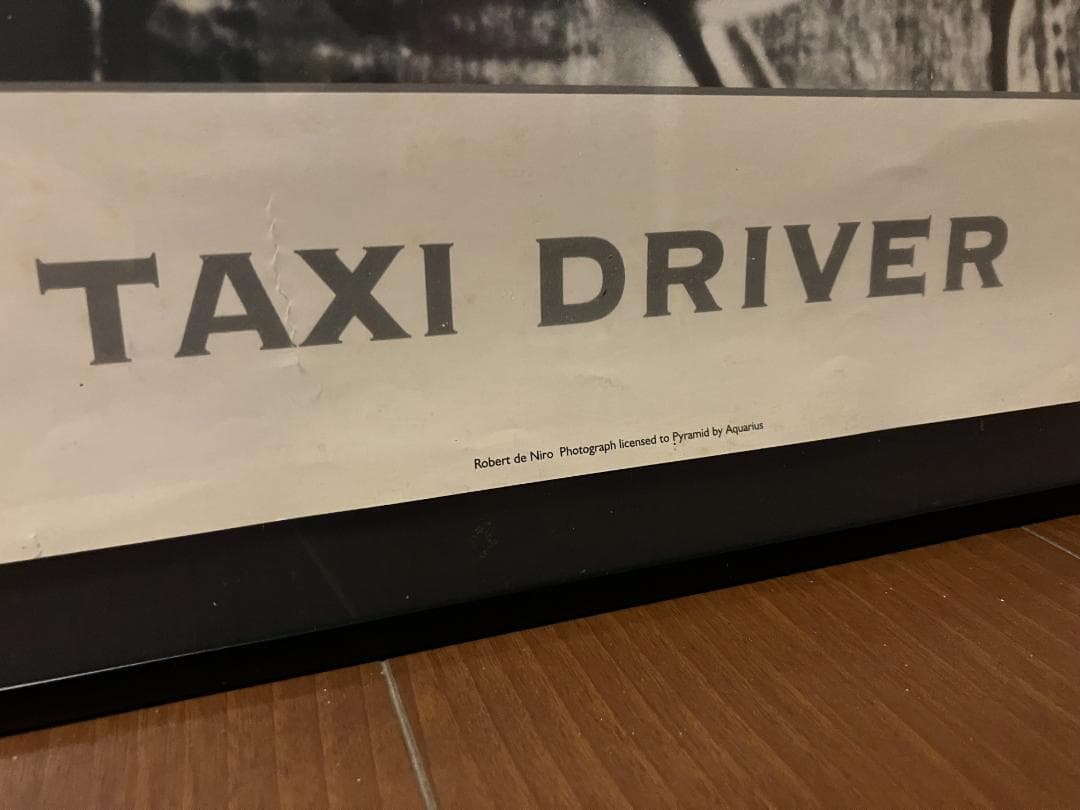 TAXI DRIVER
Robert de Niro Photograph licensed to Pyramid by Aquarius